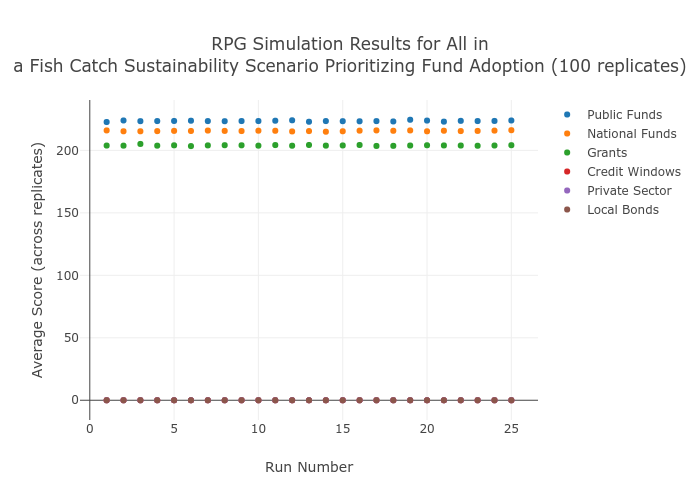 RPG Simulation Results for All in
a Fish Catch Sustainability Scenario Prioritizing Fund Adoption (100 replicates)
Public Funds
National Funds
Grants
Credit Windows
Private Sector
Local Bonds
Average Score (across replicates)
200
150
100
50
0
0
5
10
15
20
25
Run Number